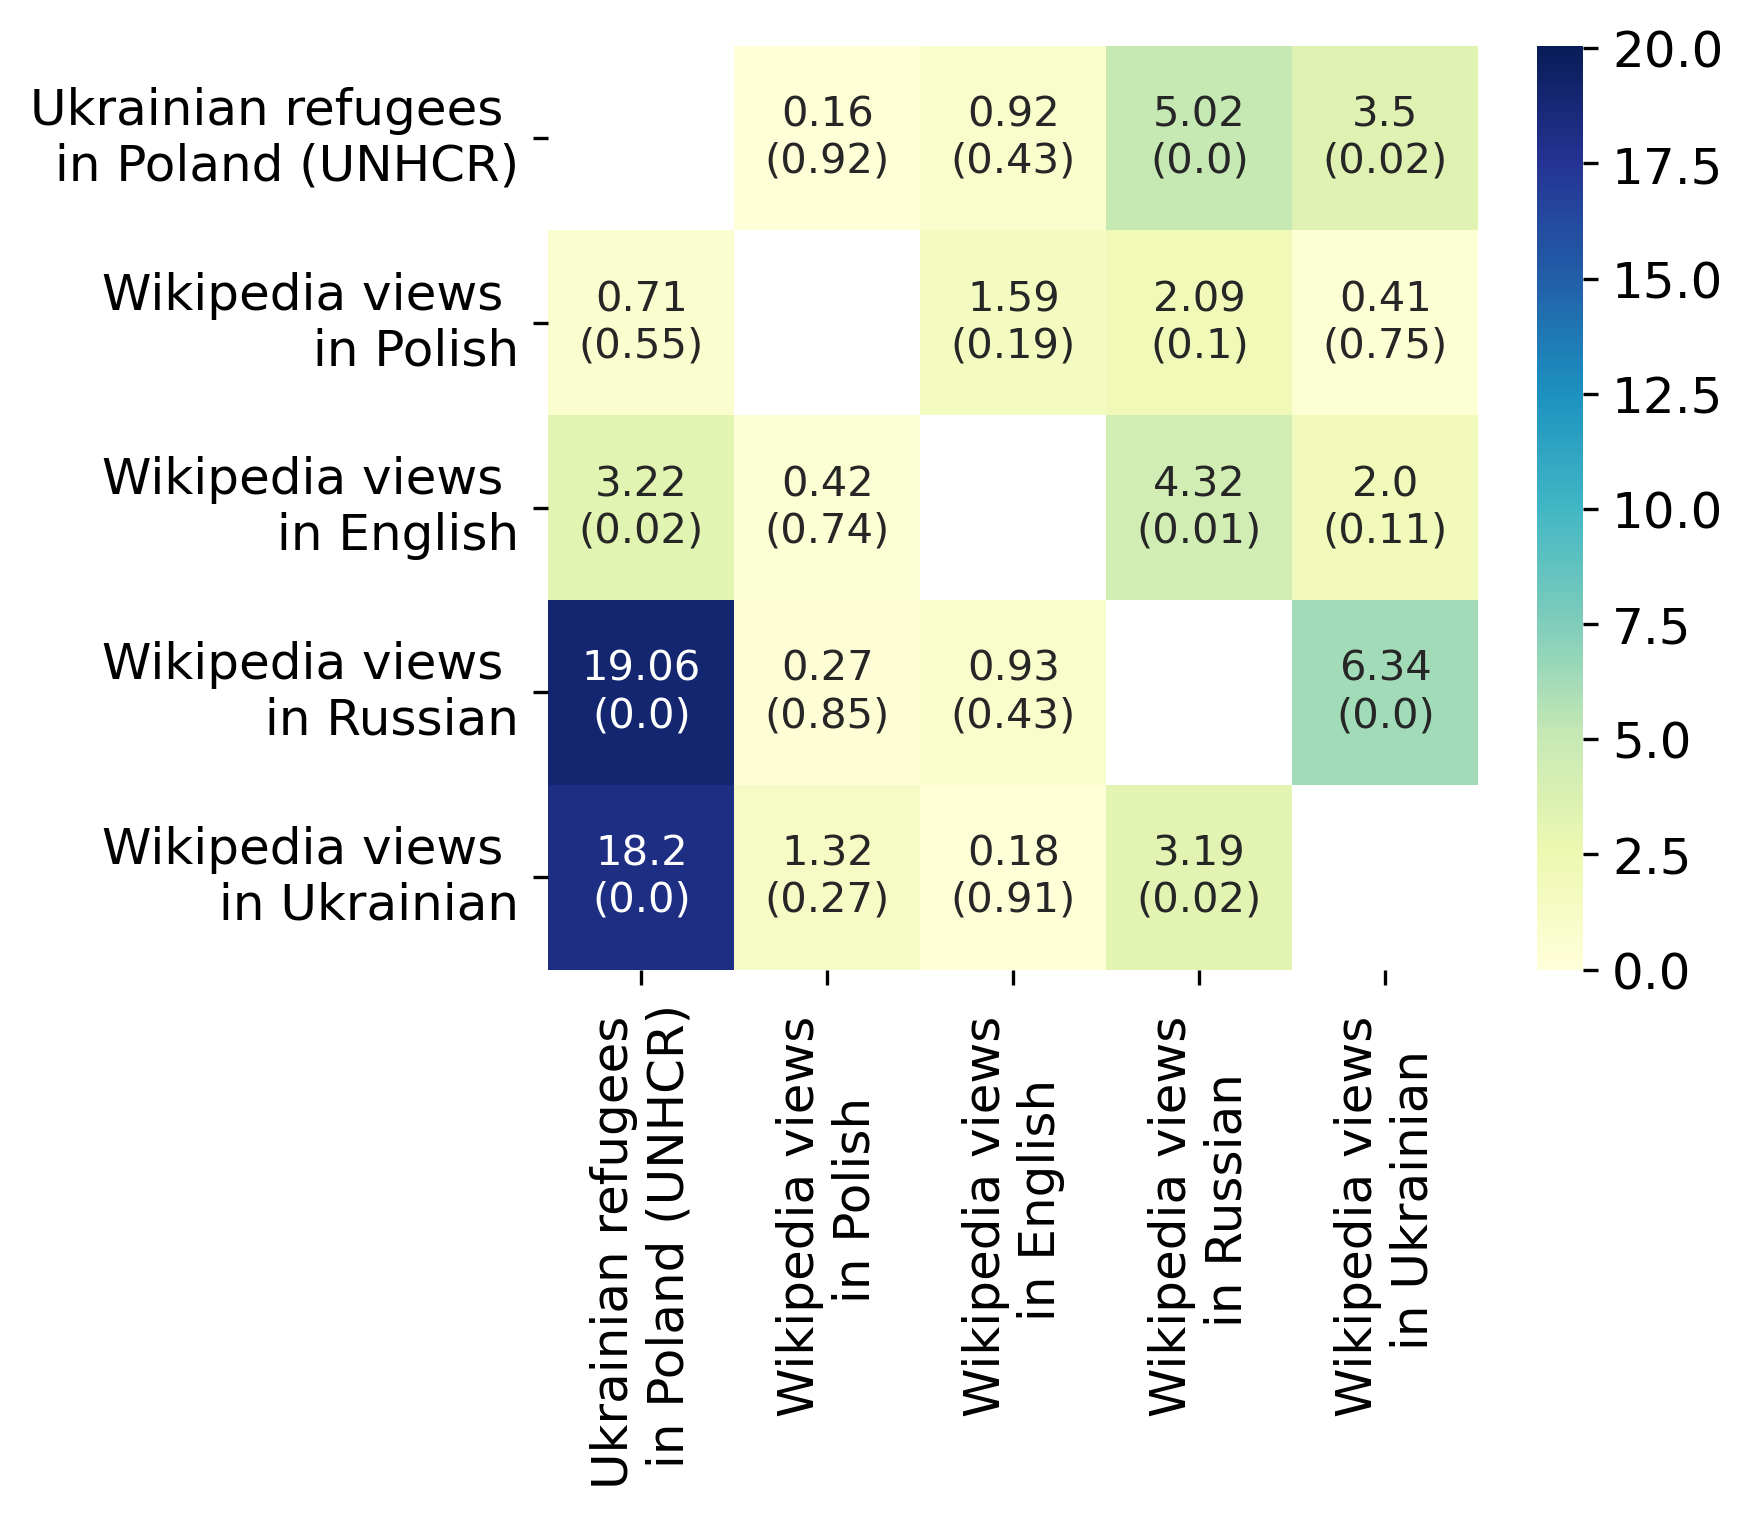 Ukrainian refugees
in Poland (UNHCR)
0.16
(0.92)
0.92
(0.43)
5.02
(0.0)
3.5
(0.02)
Wikipedia views
in Polish
0.71
(0.55)
1.59
(0.19)
2.09
(0.1)
0.41
(0.75)
Wikipedia views
in English
3.22
(0.02)
0.42
(0.74)
4.32
(0.01)
2.0
(0.11)
Wikipedia views
in Russian
19.06
(0.0)
0.27
(0.85)
0.93
(0.43)
6.34
(0.0)
Wikipedia views
in Ukrainian
18.2
(0.0)
1.32
(0.27)
0.18
(0.91)
3.19
(0.02)
Ukrainian refugees
in Poland (UNHCR)
Wikipedia views
in Polish
Wikipedia views
in English
Wikipedia views
in Russian
Wikipedia views
in Ukrainian
20.0
17.5
15.0
12.5
10.0
7.5
5.0
2.5
0.0